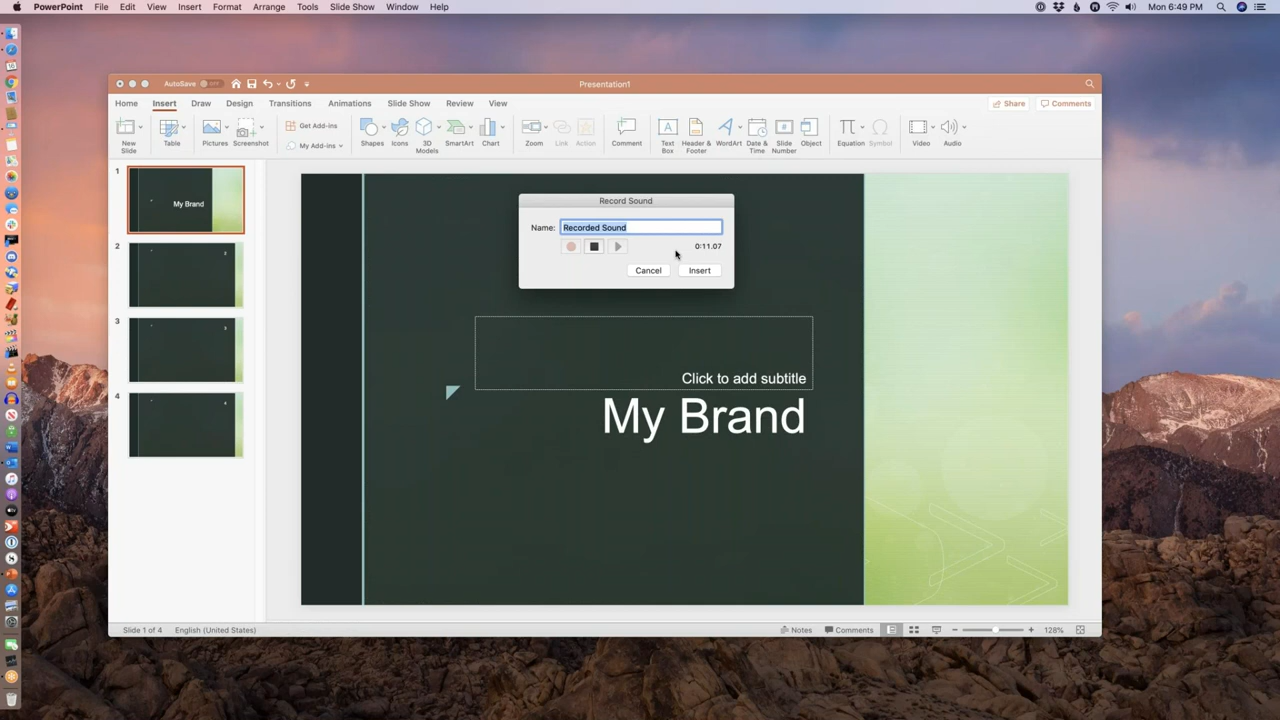 PowerPoint File Edit View Insert Format Arrange Tools Slide Show Window Help Mon 6:49 PM
AutoSave OFF Presentation1
Home Insert Draw Design Transitions Animations Slide Show Review View Share Comments
New Slide
Table
Pictures
Screenshot
Get Add-ins
My Add-ins
Shapes
Icons
3D Models
SmartArt
Chart
Zoom
Link
Action
Comment
Text Box
Header & Footer
WordArt
Date & Time
Slide Number
Object
Equation
Symbol
Video
Audio
1
My Brand
2
2
3
3
4
4
Record Sound
Name: Recorded Sound
0:11.07
Cancel Insert
Click to add subtitle
My Brand
Slide 1 of 4 English (United States) Notes Comments 128%